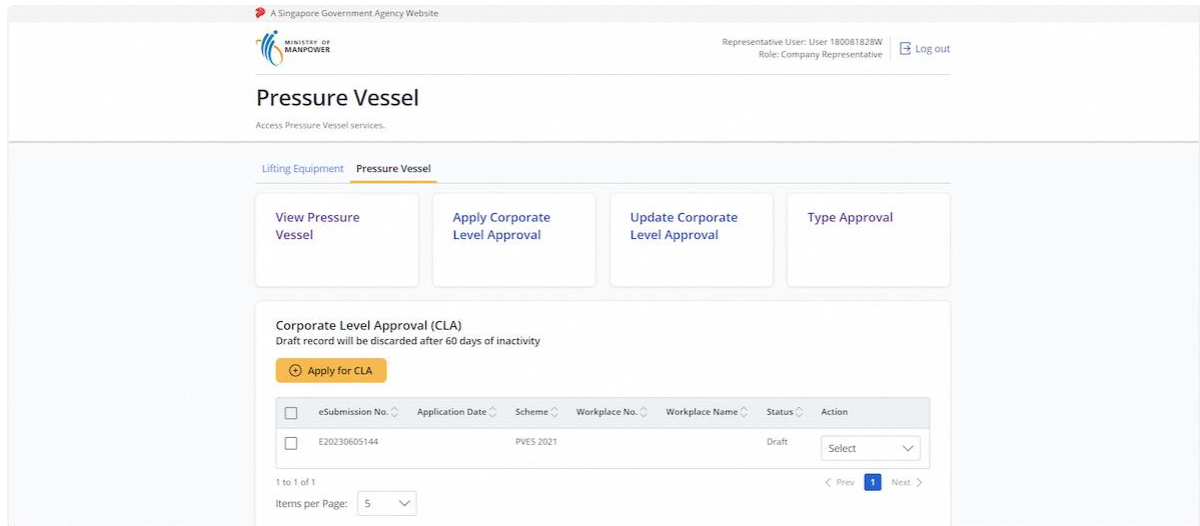 A Singapore Government Agency Website
MINISTRY OF
MANPOWER
Representative User: User 180081828W
Role: Company Representative
Log out
Pressure Vessel
Access Pressure Vessel services.
Lifting Equipment Pressure Vessel
View Pressure
Vessel
Apply Corporate
Level Approval
Update Corporate
Level Approval
Type Approval
Corporate Level Approval (CLA)
Draft record will be discarded after 60 days of inactivity
Apply for CLA
eSubmission No. Application Date Scheme Workplace No. Workplace Name Status Action
E20230605144 PVES 2021 Draft Select
1 to 1 of 1 Prev 1 Next
Items per Page: 5